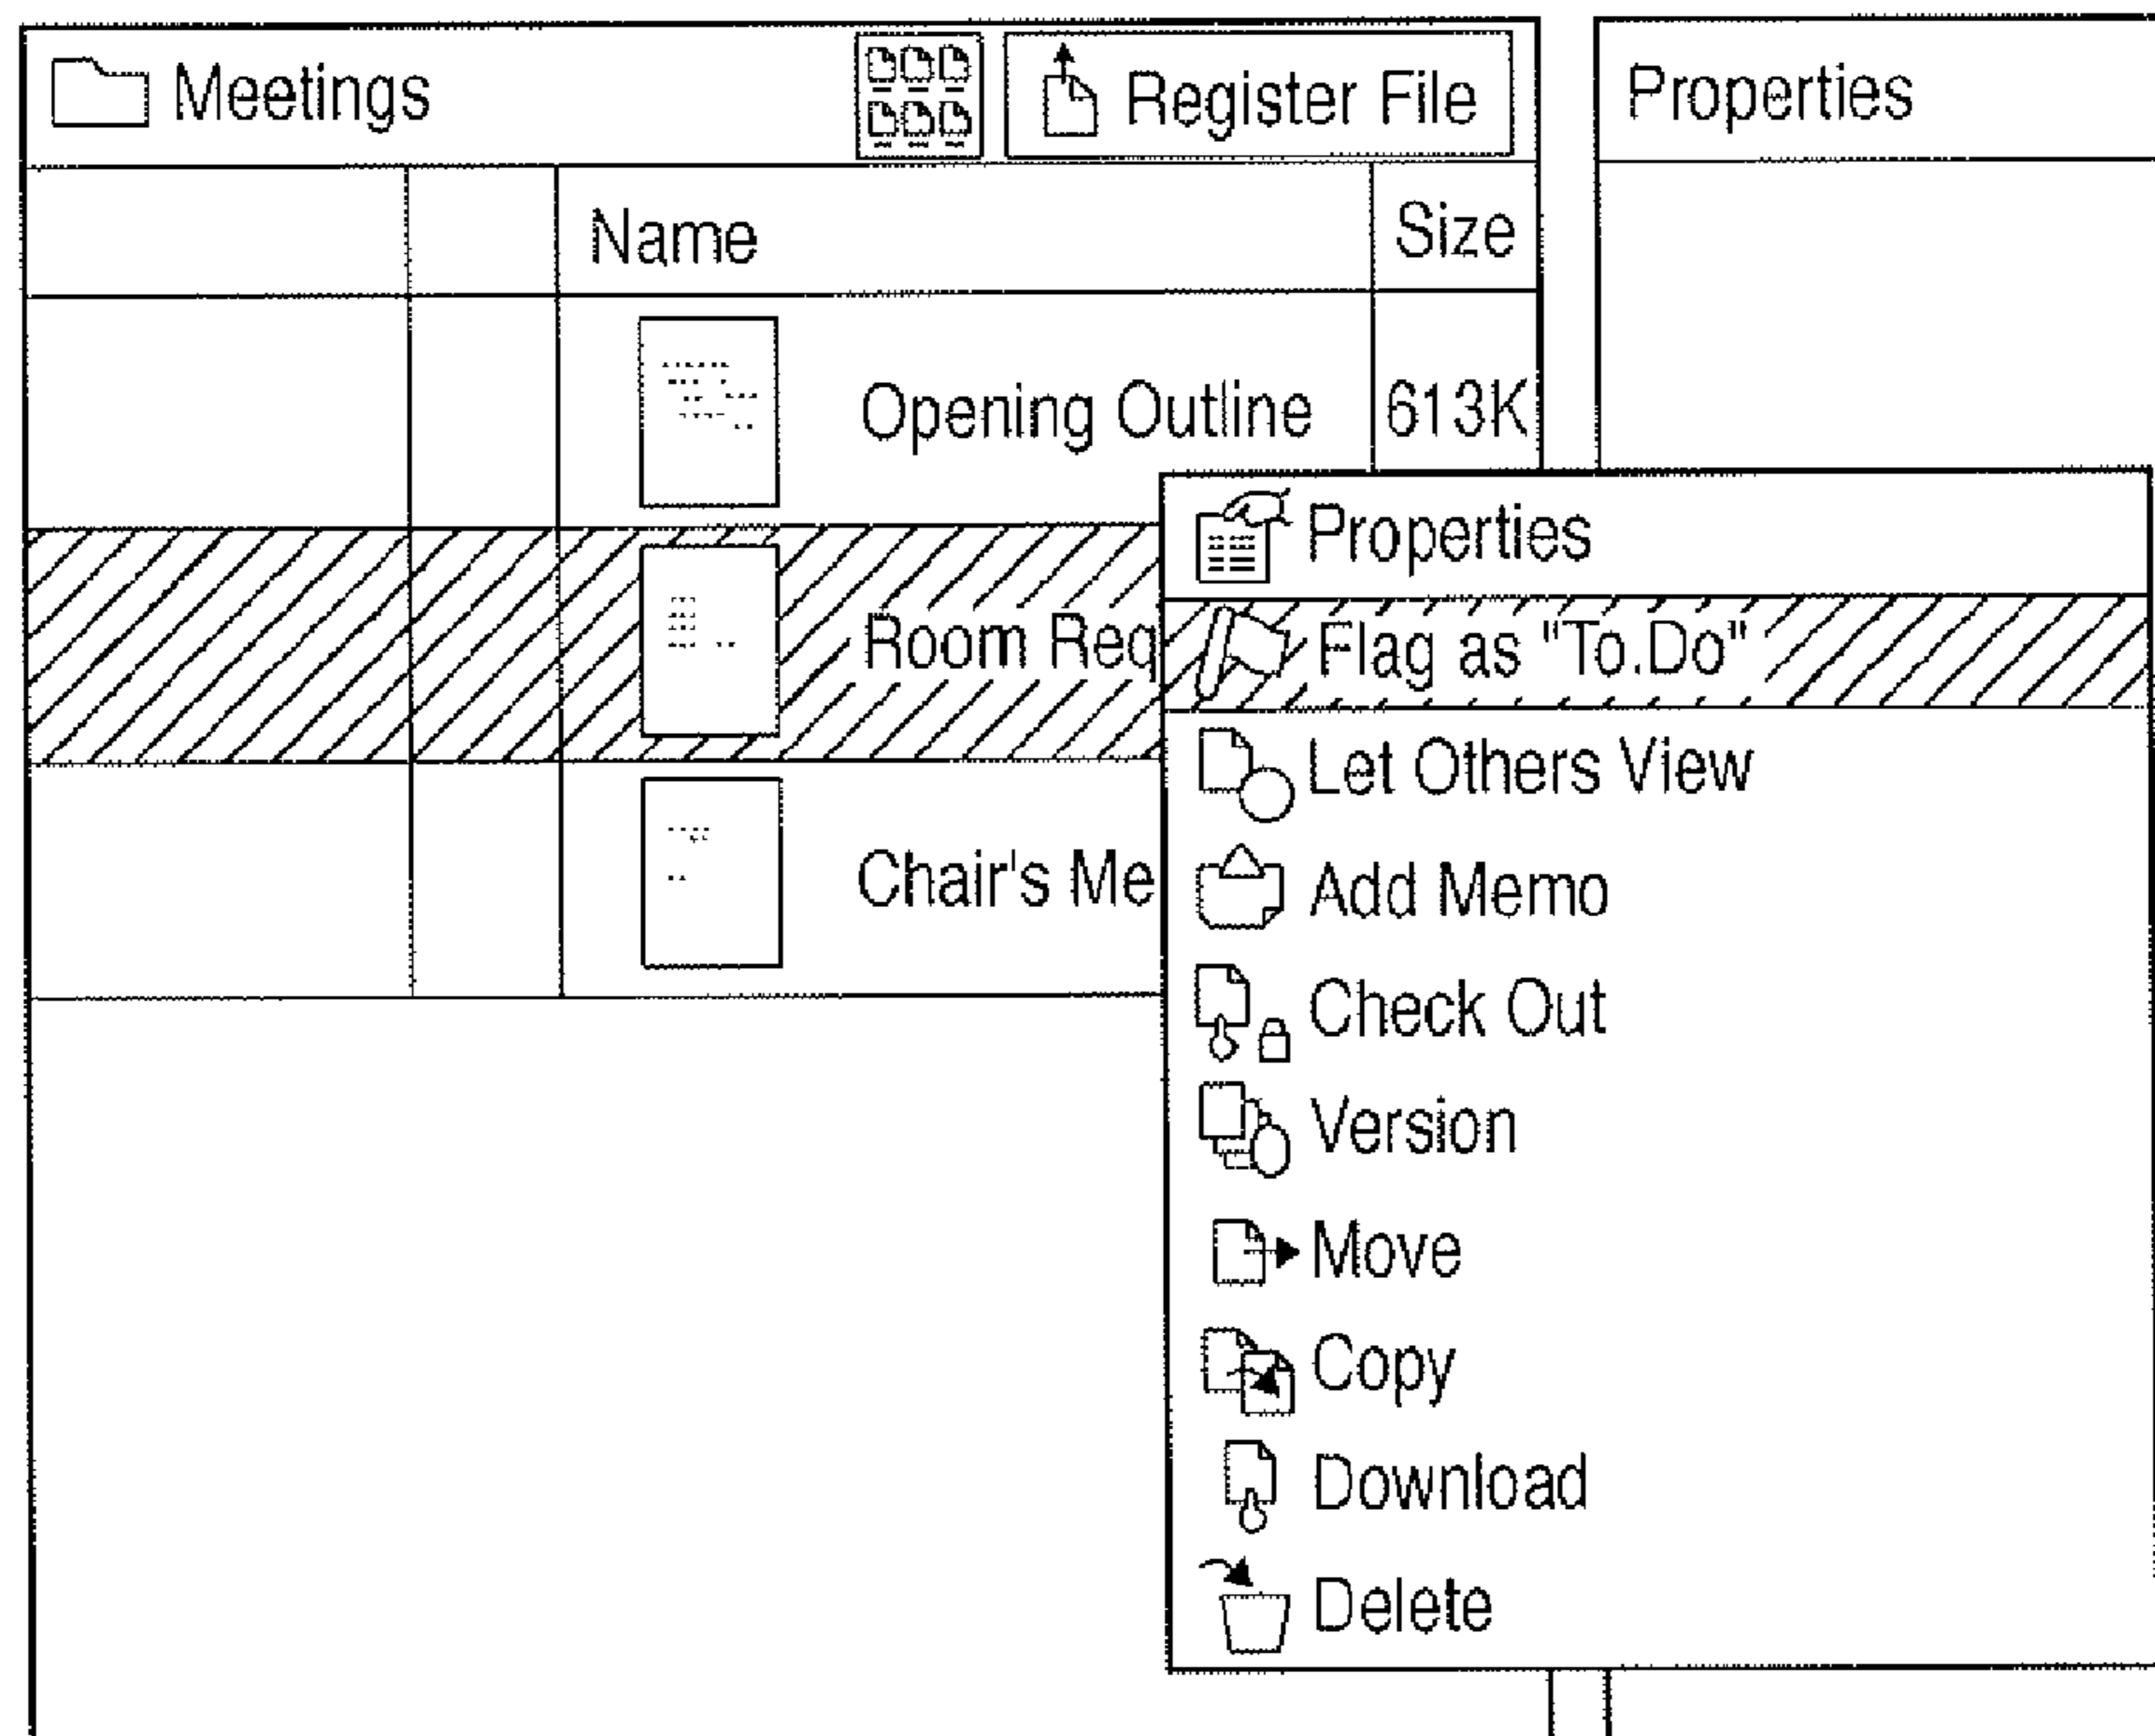 Meetings
Register File
Properties
Name
Size
Opening Outline
613K
Room Req
Chair's Me
Properties
Flag as "To.Do"
Let Others View
Add Memo
Check Out
Version
Move
Copy
Download
Delete